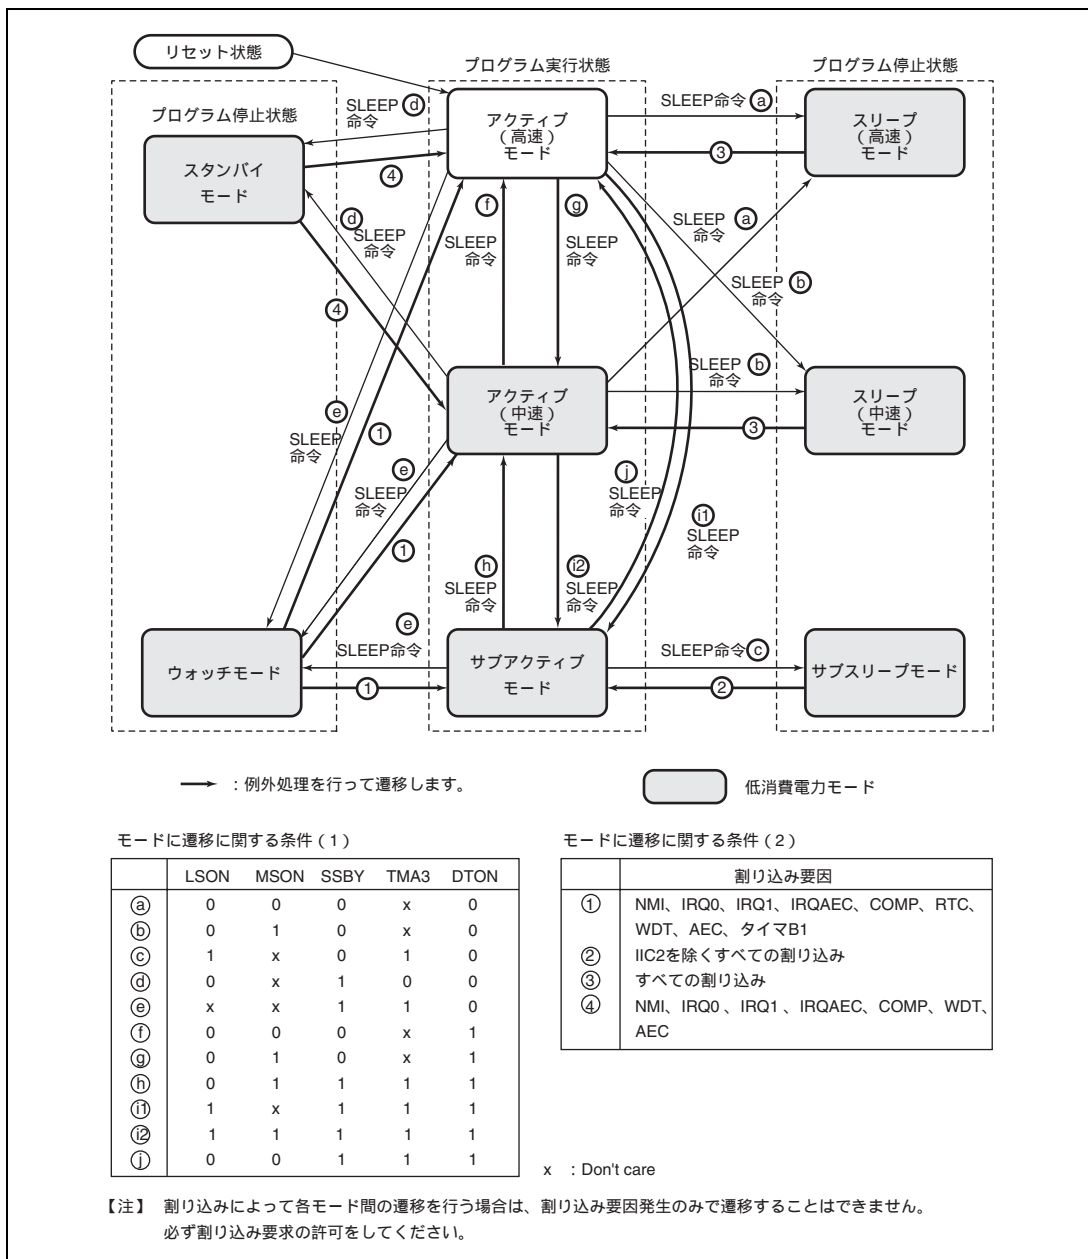 リセット状態
プログラム実行状態
プログラム停止状態
プログラム停止状態
SLEEP ⓓ
命令
アクティブ
(高速)
モード
SLEEP命令 ⓐ
スリープ
(高速)
モード
③
スタンバイ
モード
④
ⓓ
SLEEP
命令
ⓕ
SLEEP
命令
ⓖ
SLEEP
命令
ⓐ
SLEEP
命令
SLEEP ⓑ
命令
④
アクティブ
(中速)
モード
SLEEP ⓑ
命令
スリープ
(中速)
モード
③
ⓔ
SLEEP
命令
①
ⓔ
SLEEP
命令
①
ⓙ
SLEEP
命令
i1
SLEEP
命令
ⓗ
SLEEP
命令
i2
SLEEP
命令
ⓔ
SLEEP命令
ウォッチモード
①
サブアクティブ
モード
SLEEP命令 ⓒ
②
サブスリープモード
:例外処理を行って遷移します。
低消費電力モード
モードに遷移に関する条件(1)
LSON MSON SSBY TMA3 DTON
ⓐ 0 0 0 x 0
ⓑ 0 1 0 x 0
ⓒ 1 x 0 1 0
ⓓ 0 x 1 0 0
ⓔ x x 1 1 0
ⓕ 0 0 0 x 1
ⓖ 0 1 0 x 1
ⓗ 0 1 1 1 1
i1 1 x 1 1 1
i2 1 1 1 1 1
ⓙ 0 0 1 1 1
x :Don't care
モードに遷移に関する条件(2)
割り込み要因
① NMI、IRQ0、IRQ1、IRQAEC、COMP、RTC、
WDT、AEC、タイマB1
② IIC2を除くすべての割り込み
③ すべての割り込み
④ NMI、IRQ0 、IRQ1 、IRQAEC、COMP、WDT、
AEC
【注】 割り込みによって各モード間の遷移を行う場合は、割り込み要因発生のみで遷移することはできません。
必ず割り込み要求の許可をしてください。